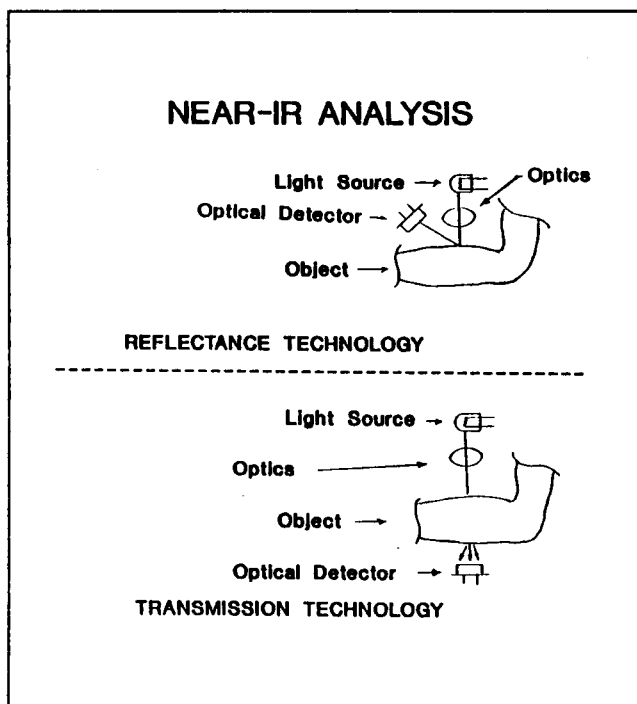 NEAR-IR ANALYSIS
Light Source
Optics
Optical Detector
Object
REFLECTANCE TECHNOLOGY
Light Source
Optics
Object
Optical Detector
TRANSMISSION TECHNOLOGY